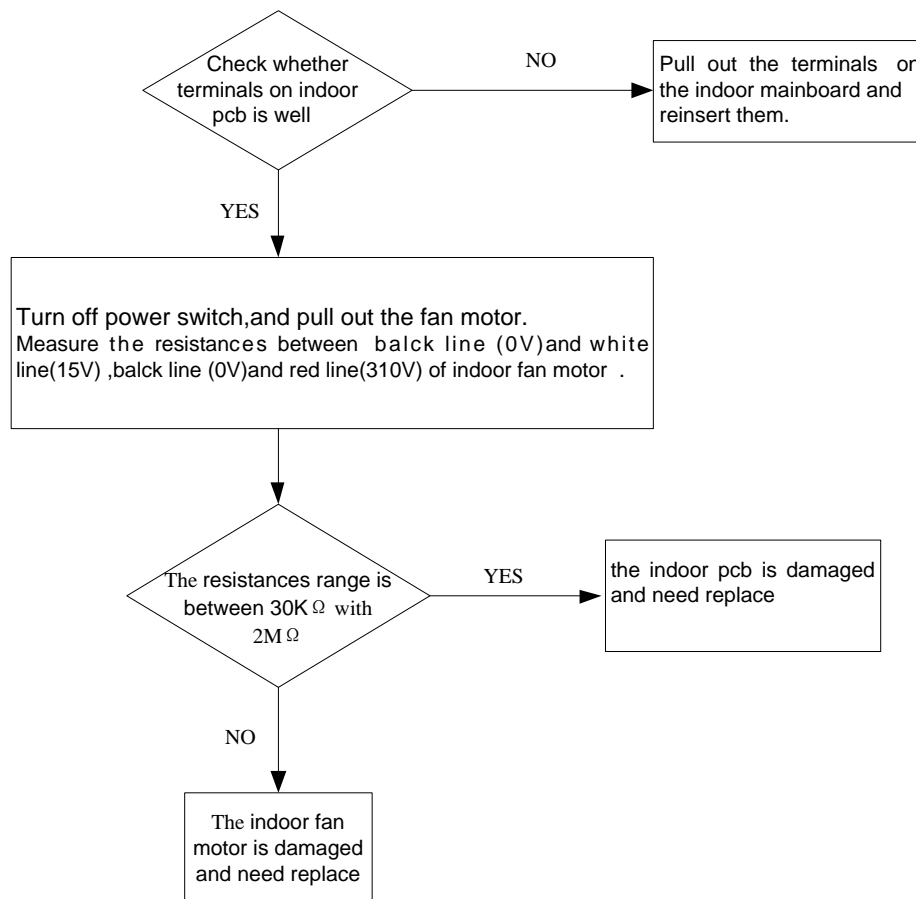 Check whether
terminals on indoor
pcb is well
NO
Pull out the terminals on
the indoor mainboard and
reinsert them.
YES
Turn off power switch,and pull out the fan motor.
Measure the resistances between balck line (0V)and white
line(15V) ,balck line (0V)and red line(310V) of indoor fan motor .
The resistances range is
between 30KΩ with
2MΩ
YES
the indoor pcb is damaged
and need replace
NO
The indoor fan
motor is damaged
and need replace